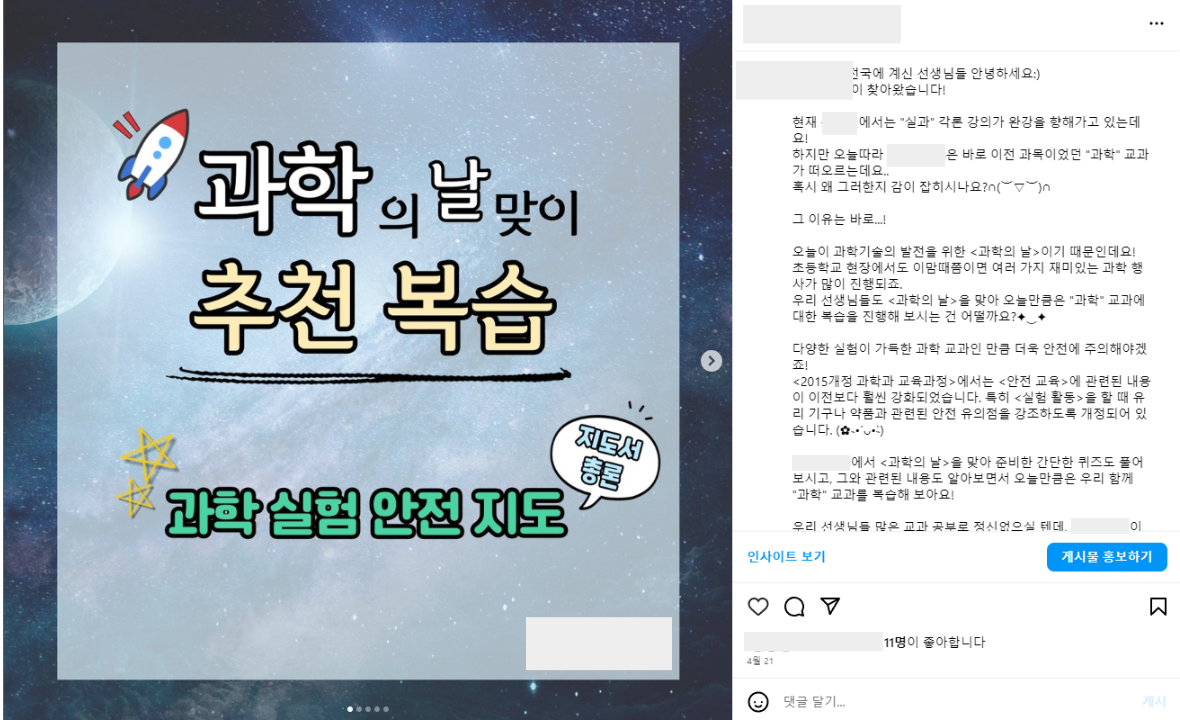 과학의 날 맞이
추천 복습
지도서
총론
과학 실험 안전 지도
전국에 계신 선생님들 안녕하세요:)
이 찾아왔습니다!
현재 에서는 "실과" 각론 강의가 완강을 향해가고 있는데
요!
하지만 오늘따라 은 바로 이전 과목이었던 "과학" 교과
가 떠오르는데요..
혹시 왜 그러한지 감이 잡히시나요?∩(︶▽︶)∩
그 이유는 바로...!
오늘이 과학기술의 발전을 위한 <과학의 날>이기 때문인데요!
초등학교 현장에서도 이맘때쯤이면 여러 가지 재미있는 과학 행
사가 많이 진행되죠.
우리 선생님들도 <과학의 날>을 맞아 오늘만큼은 "과학" 교과에
대한 복습을 진행해 보시는 건 어떨까요?✦‿✦
다양한 실험이 가득한 과학 교과인 만큼 더욱 안전에 주의해야겠
죠!
<2015개정 과학과 교육과정>에서는 <안전 교육>에 관련된 내용
이 이전보다 훨씬 강화되었습니다. 특히 <실험 활동>을 할 때 유
리 기구나 약품과 관련된 안전 유의점을 강조하도록 개정되어 있
습니다. (✿˵•́ᴗ•̀˵)
에서 <과학의 날>을 맞아 준비한 간단한 퀴즈도 풀어
보시고, 그와 관련된 내용도 알아보면서 오늘만큼은 우리 함께
"과학" 교과를 복습해 보아요!
우리 선생님들 많은 교과 공부로 정신없으실 텐데, 이
인사이트 보기
게시물 홍보하기
11명이 좋아합니다
4월 21
댓글 달기...
게시